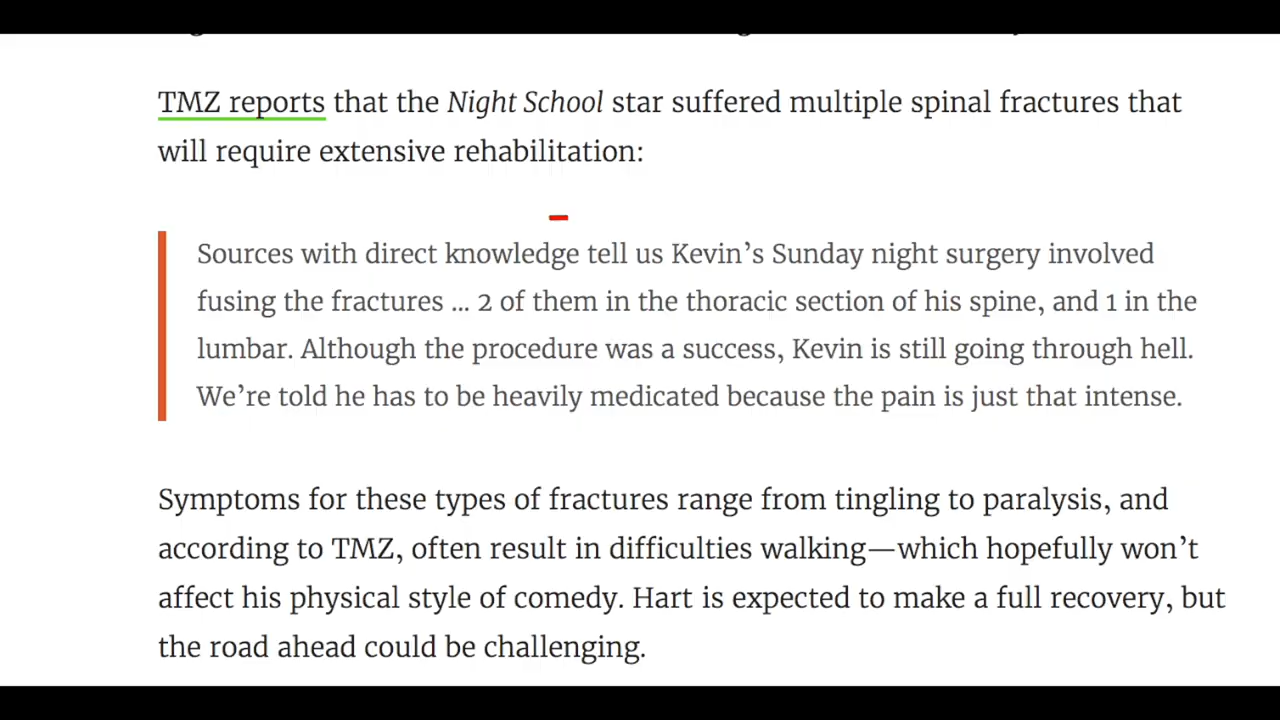 TMZ reports that the Night School star suffered multiple spinal fractures that
will require extensive rehabilitation:
Sources with direct knowledge tell us Kevin’s Sunday night surgery involved
fusing the fractures ... 2 of them in the thoracic section of his spine, and 1 in the
lumbar. Although the procedure was a success, Kevin is still going through hell.
We’re told he has to be heavily medicated because the pain is just that intense.
Symptoms for these types of fractures range from tingling to paralysis, and
according to TMZ, often result in difficulties walking—which hopefully won’t
affect his physical style of comedy. Hart is expected to make a full recovery, but
the road ahead could be challenging.